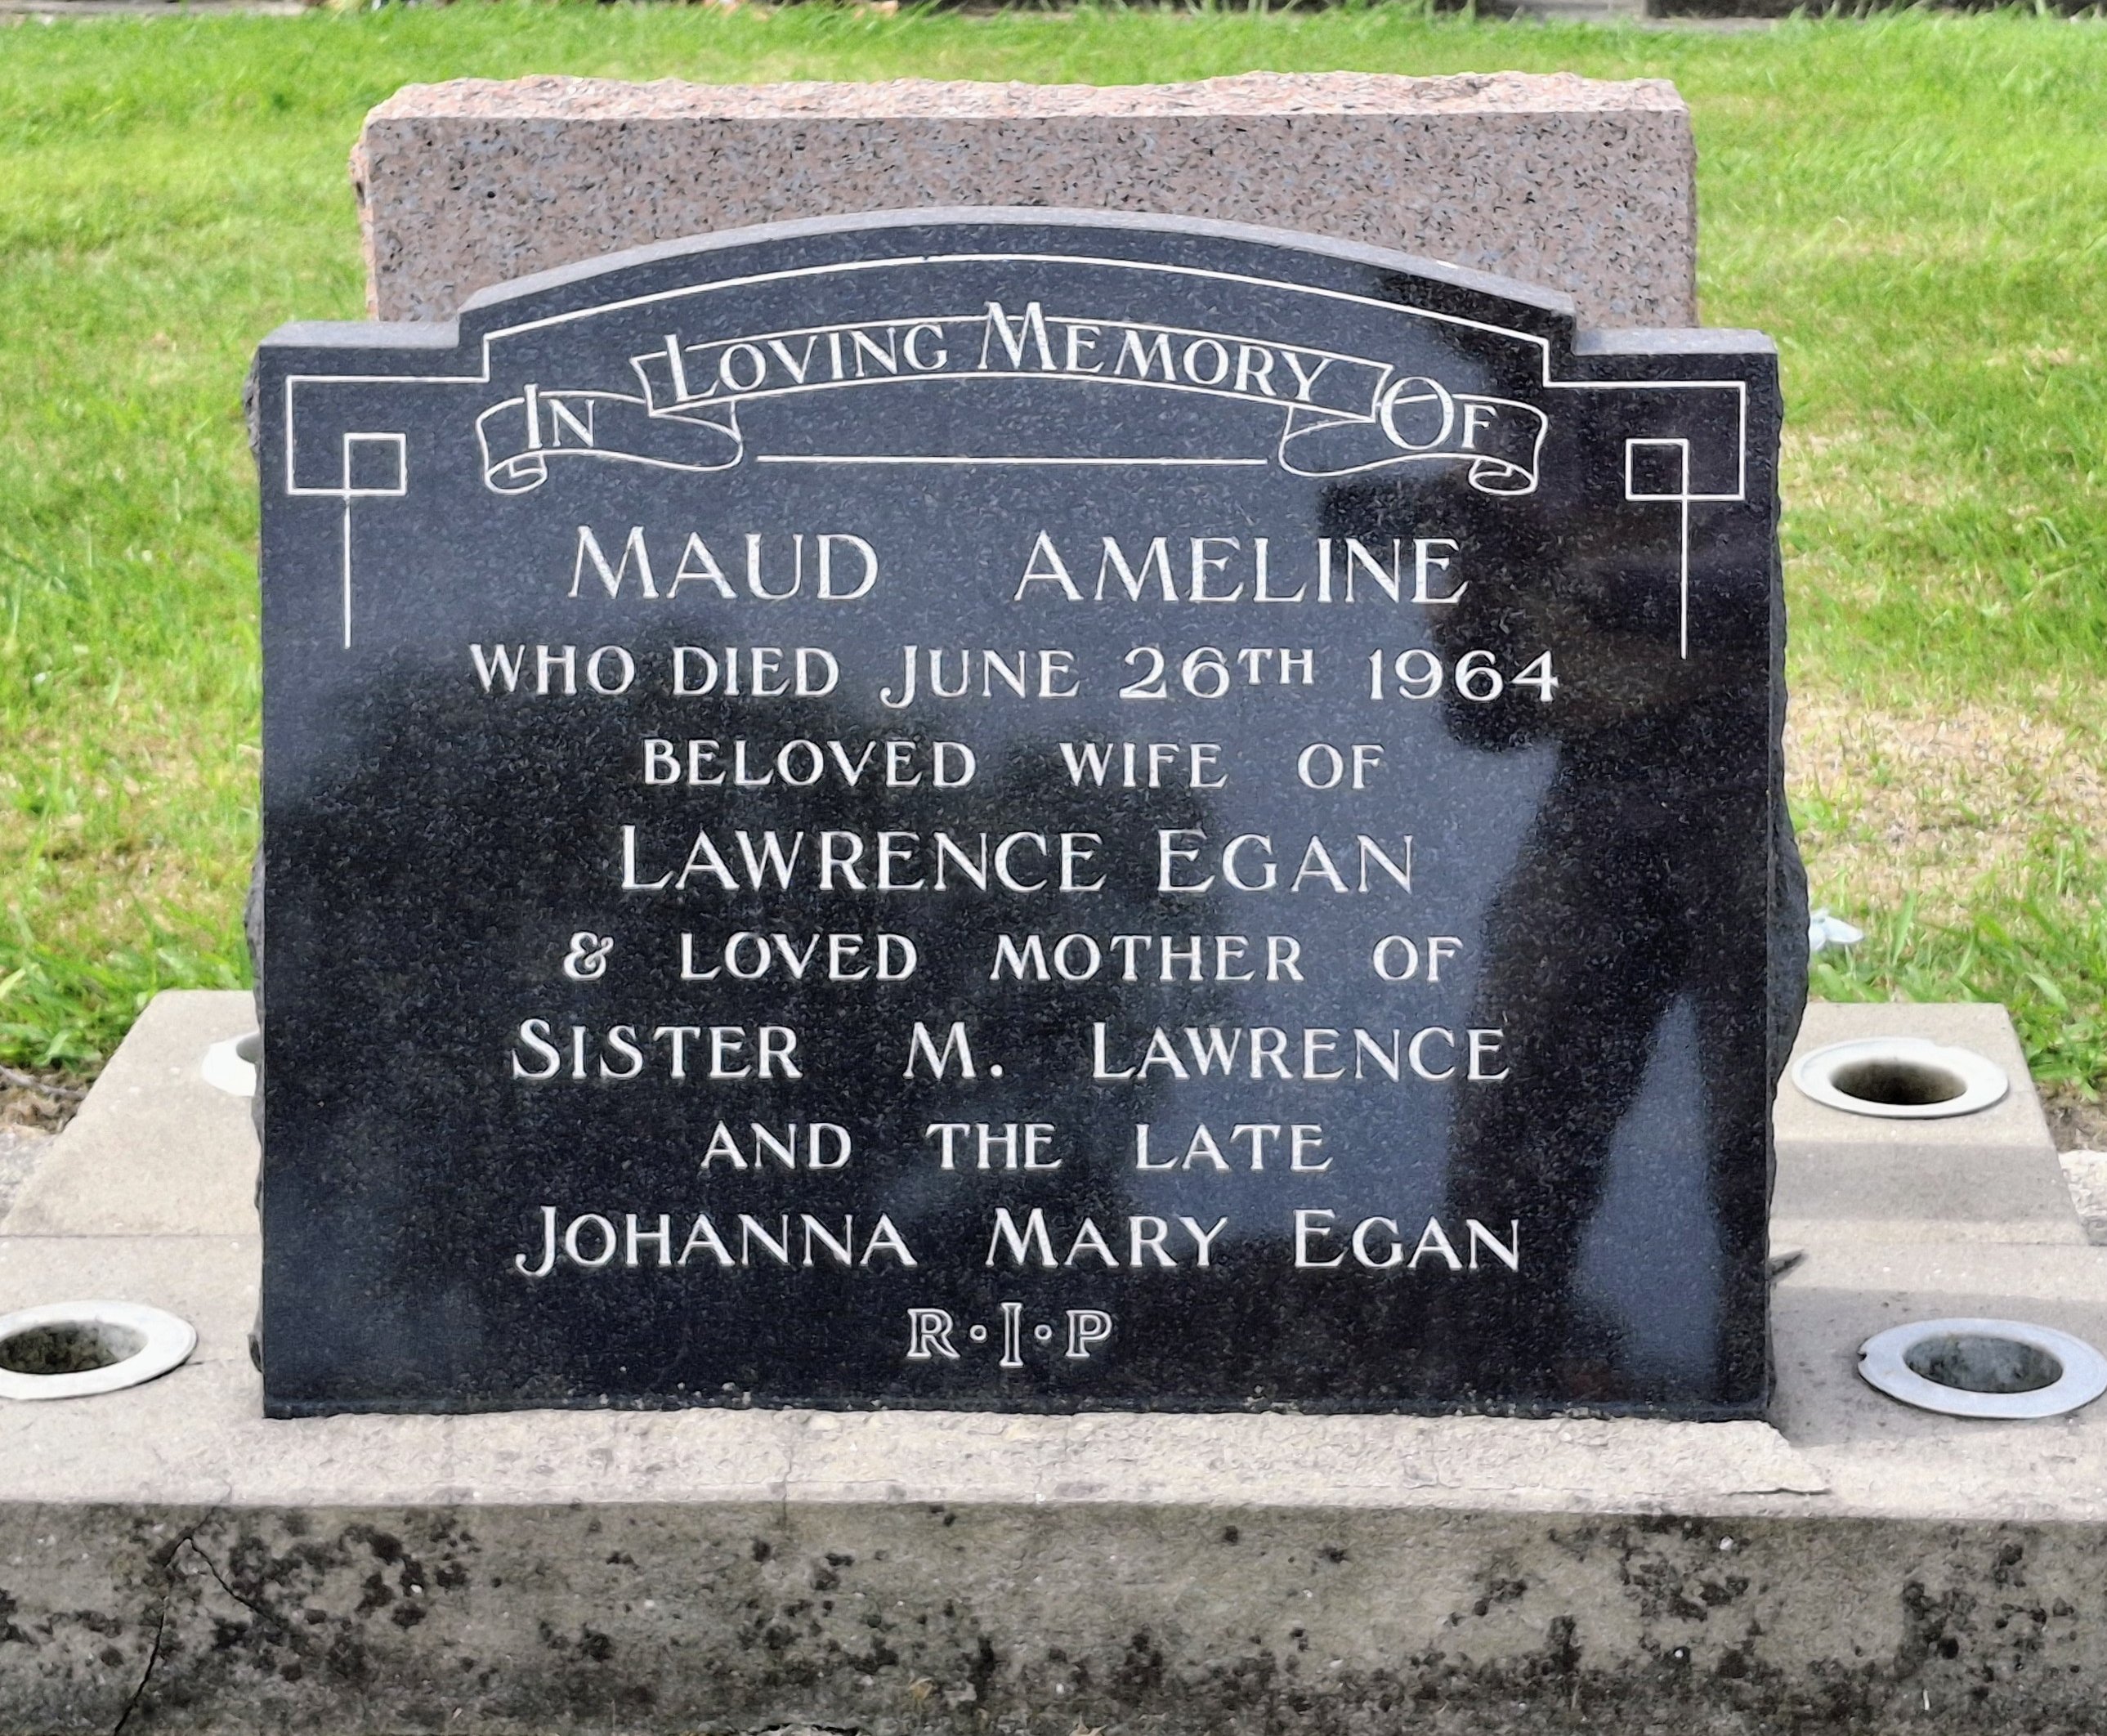 In Loving Memory Of
Maud Ameline
who died June 26th 1964
beloved wife of
Lawrence Egan
& loved mother of
Sister M. Lawrence
and the late
Johanna Mary Egan
R·I·P